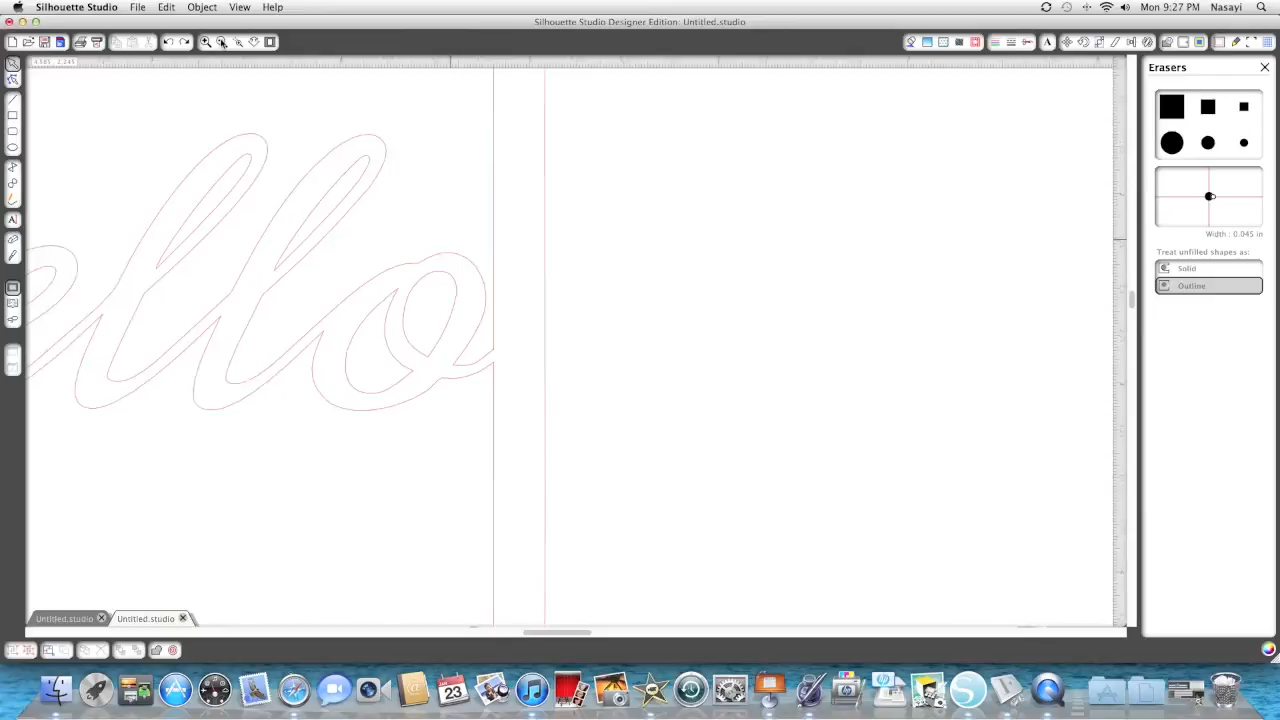 Silhouette Studio File Edit Object View Help Mon 9:27 PM Nasayi
Silhouette Studio Designer Edition: Untitled.studio
Erasers
ello
Width : 0.045 in
Treat unfilled shapes as:
Solid
Outline
Untitled.studio Untitled.studio